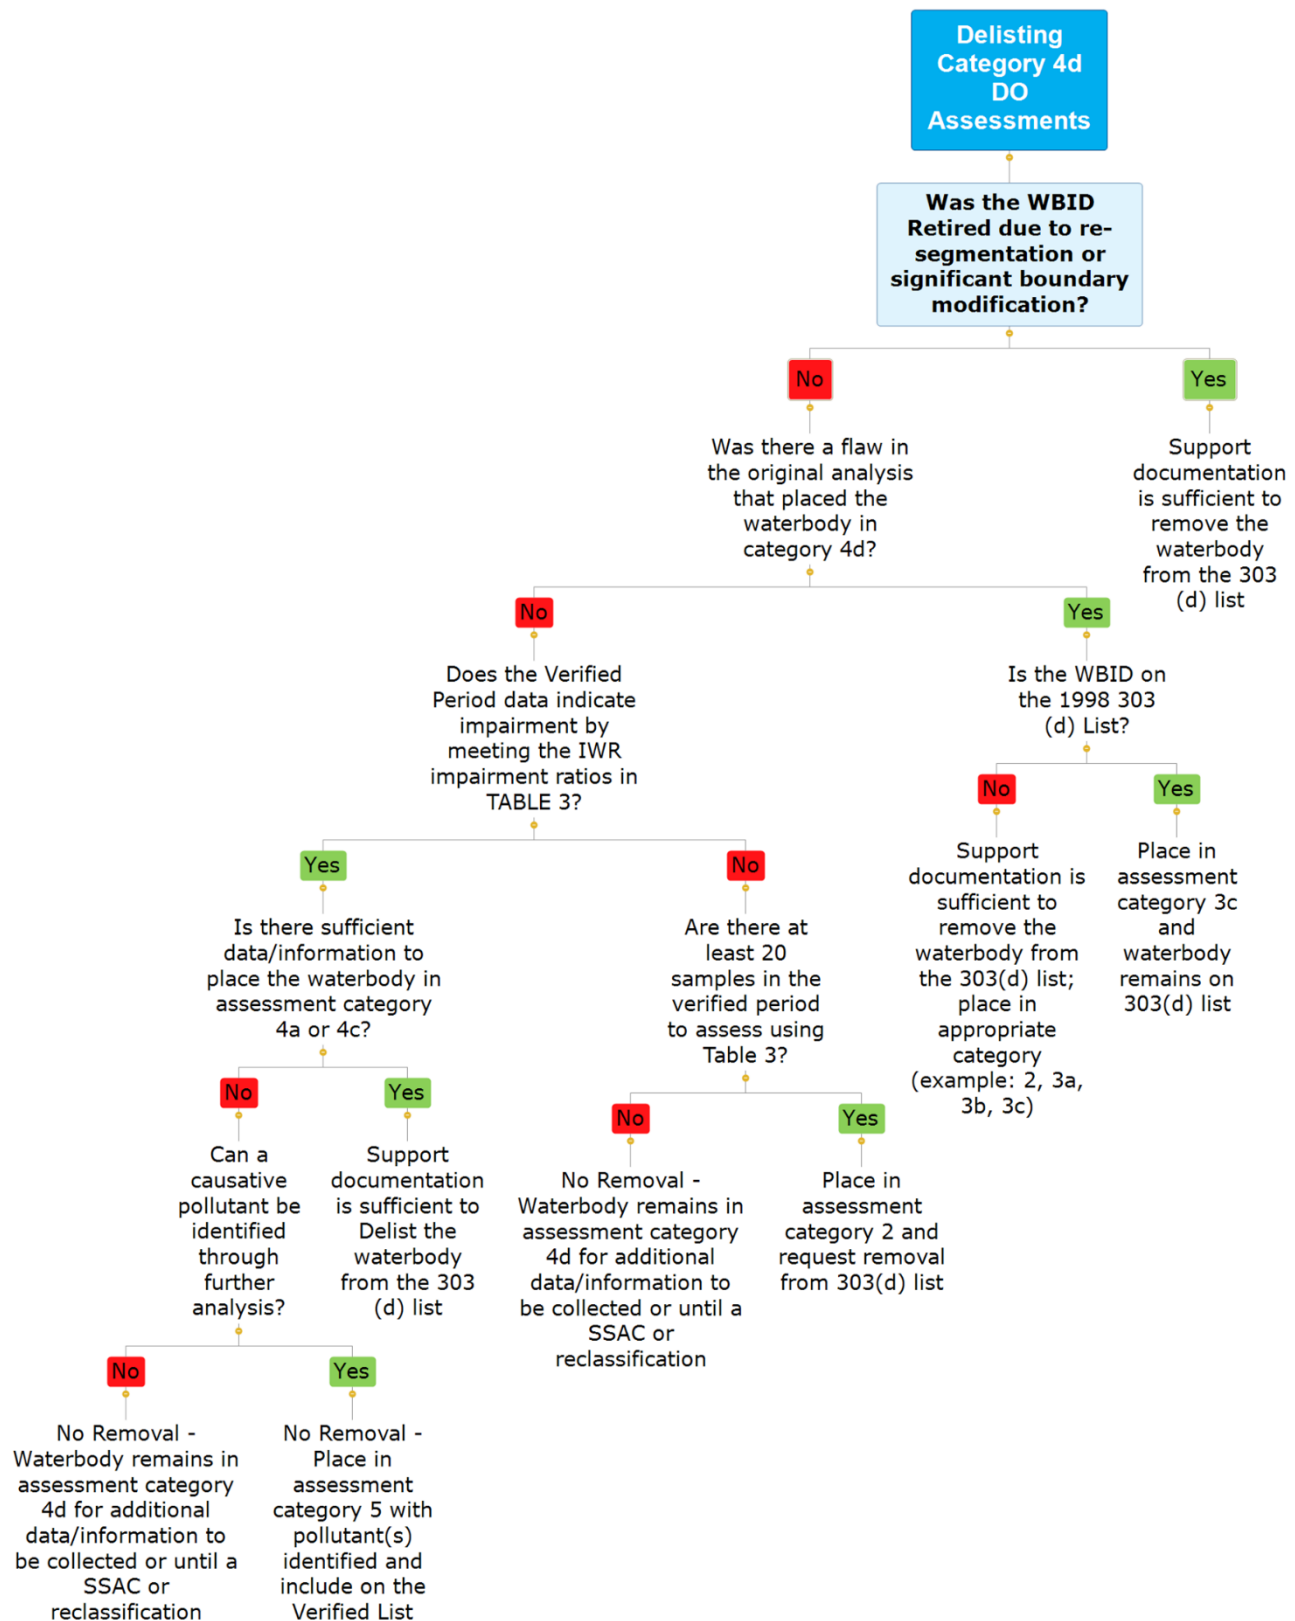 Delisting
Category 4d
DO
Assessments
Was the WBID
Retired due to re-
segmentation or
significant boundary
modification?
No
Yes
Was there a flaw in
the original analysis
that placed the
waterbody in
category 4d?
Support
documentation
is sufficient to
remove the
waterbody
from the 303
(d) list
No
Yes
Does the Verified
Period data indicate
impairment by
meeting the IWR
impairment ratios in
TABLE 3?
Is the WBID on
the 1998 303
(d) List?
Yes
No
No
Yes
Is there sufficient
data/information to
place the waterbody in
assessment category
4a or 4c?
Are there at
least 20
samples in the
verified period
to assess using
Table 3?
Support
documentation is
sufficient to
remove the
waterbody from
the 303(d) list;
place in
appropriate
category
(example: 2, 3a,
3b, 3c)
Place in
assessment
category 3c
and
waterbody
remains on
303(d) list
No
Yes
No
Yes
Can a
causative
pollutant be
identified
through
further
analysis?
Support
documentation
is sufficient to
Delist the
waterbody
from the 303
(d) list
No Removal -
Waterbody remains in
assessment category
4d for additional
data/information to
be collected or until a
SSAC or
reclassification
Place in
assessment
category 2 and
request removal
from 303(d) list
No
Yes
No Removal -
Waterbody remains in
assessment category
4d for additional
data/information to
be collected or until a
SSAC or
reclassification
No Removal -
Place in
assessment
category 5 with
pollutant(s)
identified and
include on the
Verified List